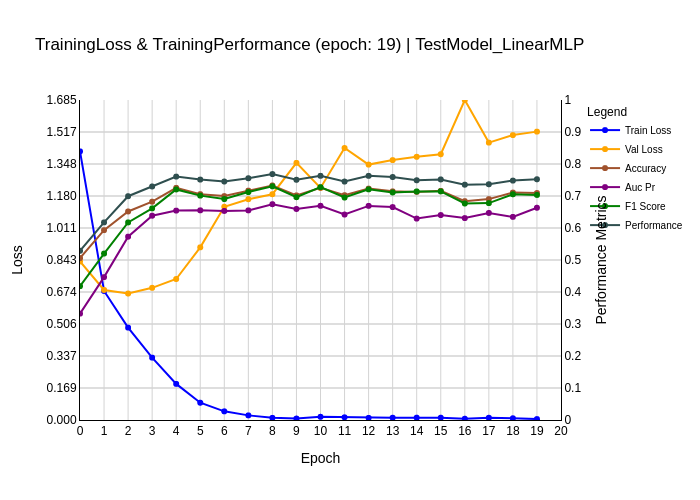 TrainingLoss & TrainingPerformance (epoch: 19) | TestModel_LinearMLP
1.685
1.517
1.348
1.180
1.011
0.843
0.674
0.506
0.337
0.169
0.000
Loss
0 1 2 3 4 5 6 7 8 9 10 11 12 13 14 15 16 17 18 19 20
Epoch
1
0.9
0.8
0.7
0.6
0.5
0.4
0.3
0.2
0.1
0
Performance Metrics
Legend
Train Loss
Val Loss
Accuracy
Auc Pr
F1 Score
Performance